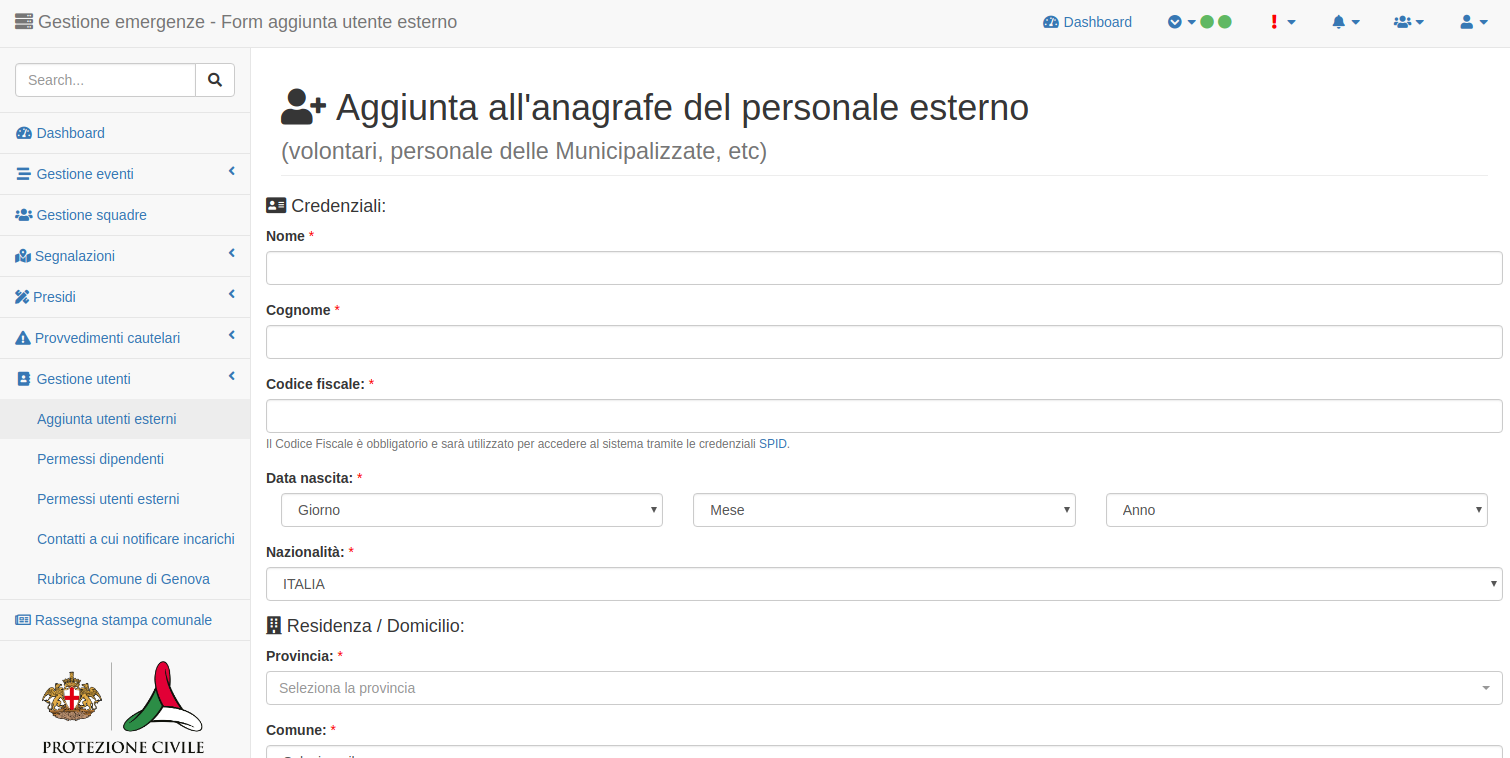 Gestione emergenze - Form aggiunta utente esterno
Dashboard
Search...
Dashboard
Gestione eventi
Gestione squadre
Segnalazioni
Presidi
Provvedimenti cautelari
Gestione utenti
Aggiunta utenti esterni
Permessi dipendenti
Permessi utenti esterni
Contatti a cui notificare incarichi
Rubrica Comune di Genova
Rassegna stampa comunale
PROTEZIONE CIVILE
Aggiunta all'anagrafe del personale esterno
(volontari, personale delle Municipalizzate, etc)
Credenziali:
Nome *
Cognome *
Codice fiscale: *
Il Codice Fiscale è obbligatorio e sarà utilizzato per accedere al sistema tramite le credenziali SPID.
Data nascita: *
Giorno Mese Anno
Nazionalità: *
ITALIA
Residenza / Domicilio:
Provincia: *
Seleziona la provincia
Comune: *